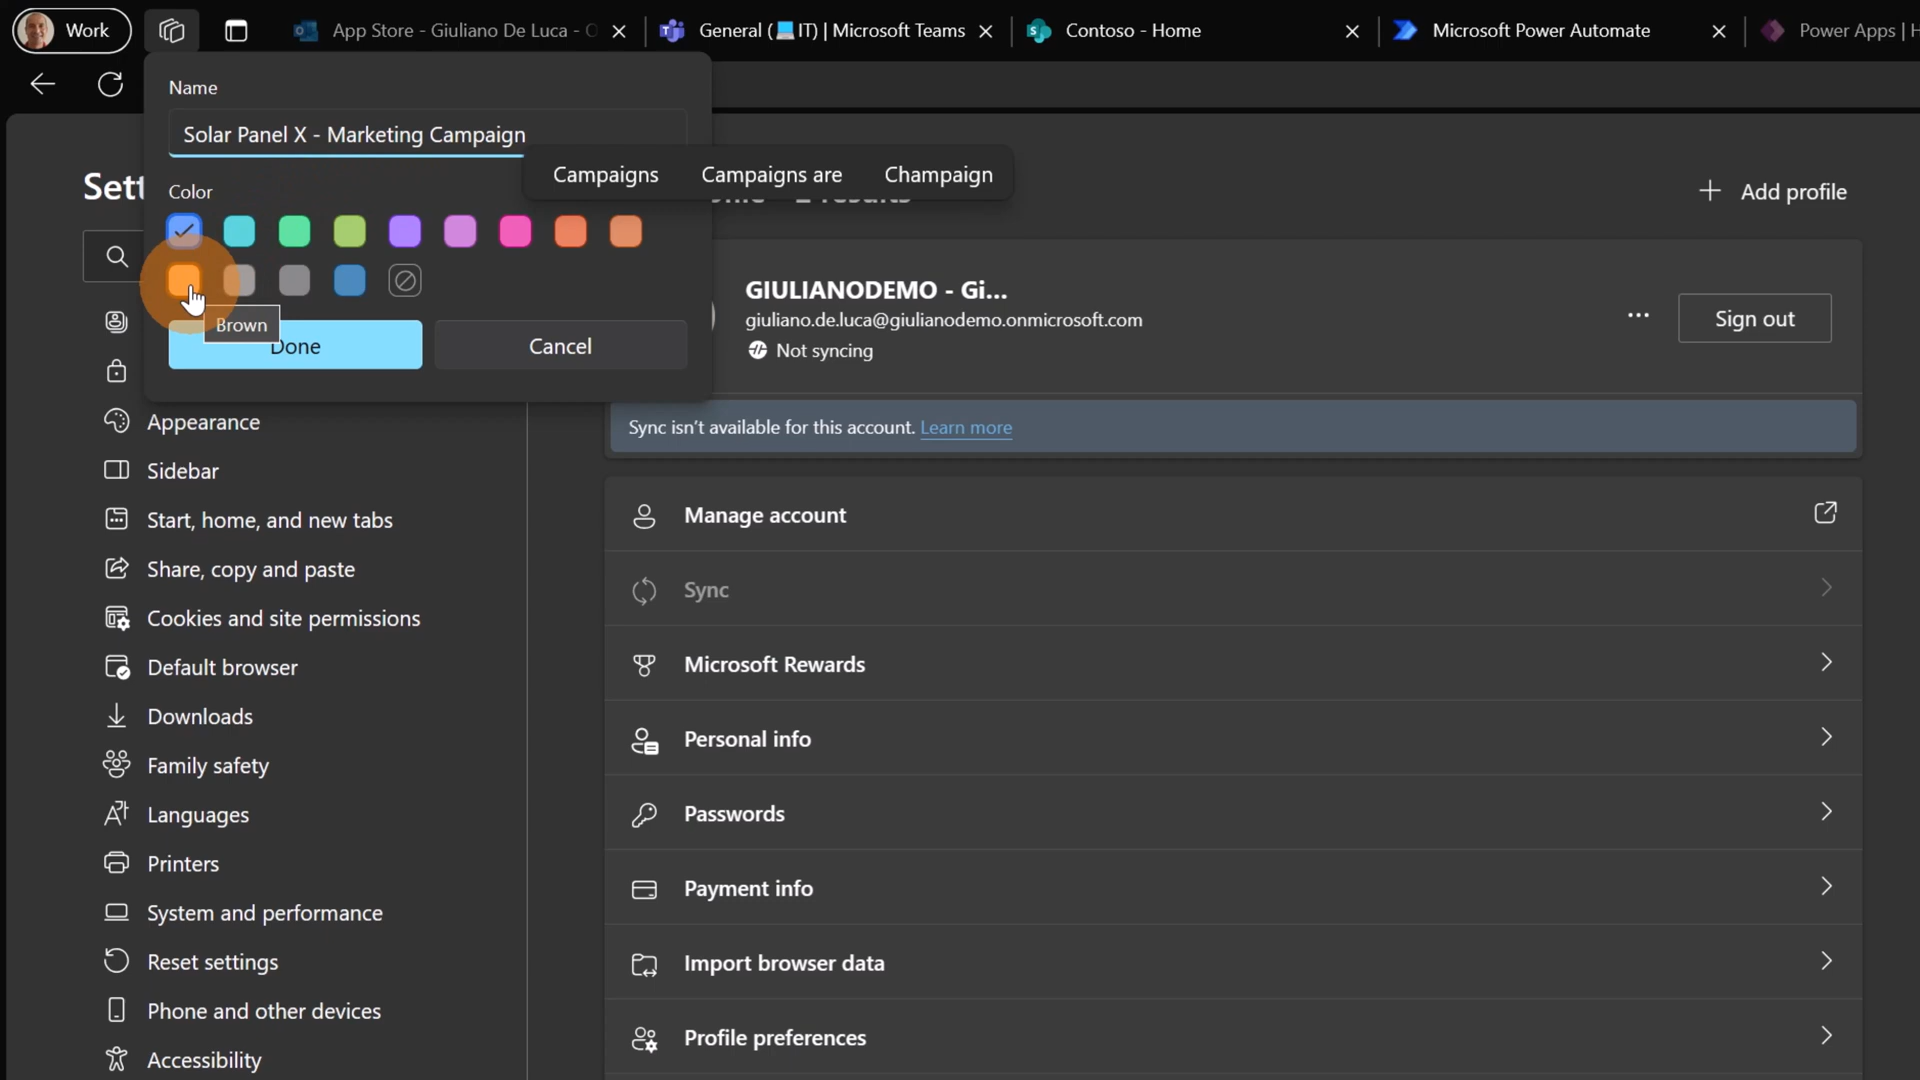 Work
App Store - Giuliano De Luca -
General (IT) | Microsoft Teams
Contoso - Home
Microsoft Power Automate
Power Apps |
Name
Solar Panel X - Marketing Campaign
Campaigns
Campaigns are
Champaign
Color
Brown
Done
Cancel
Sett
Add profile
GIULIANODEMO - Gi...
giuliano.de.luca@giulianodemo.onmicrosoft.com
Not syncing
Sign out
Sync isn't available for this account. Learn more
Appearance
Sidebar
Start, home, and new tabs
Share, copy and paste
Cookies and site permissions
Default browser
Downloads
Family safety
Languages
Printers
System and performance
Reset settings
Phone and other devices
Accessibility
Manage account
Sync
Microsoft Rewards
Personal info
Passwords
Payment info
Import browser data
Profile preferences